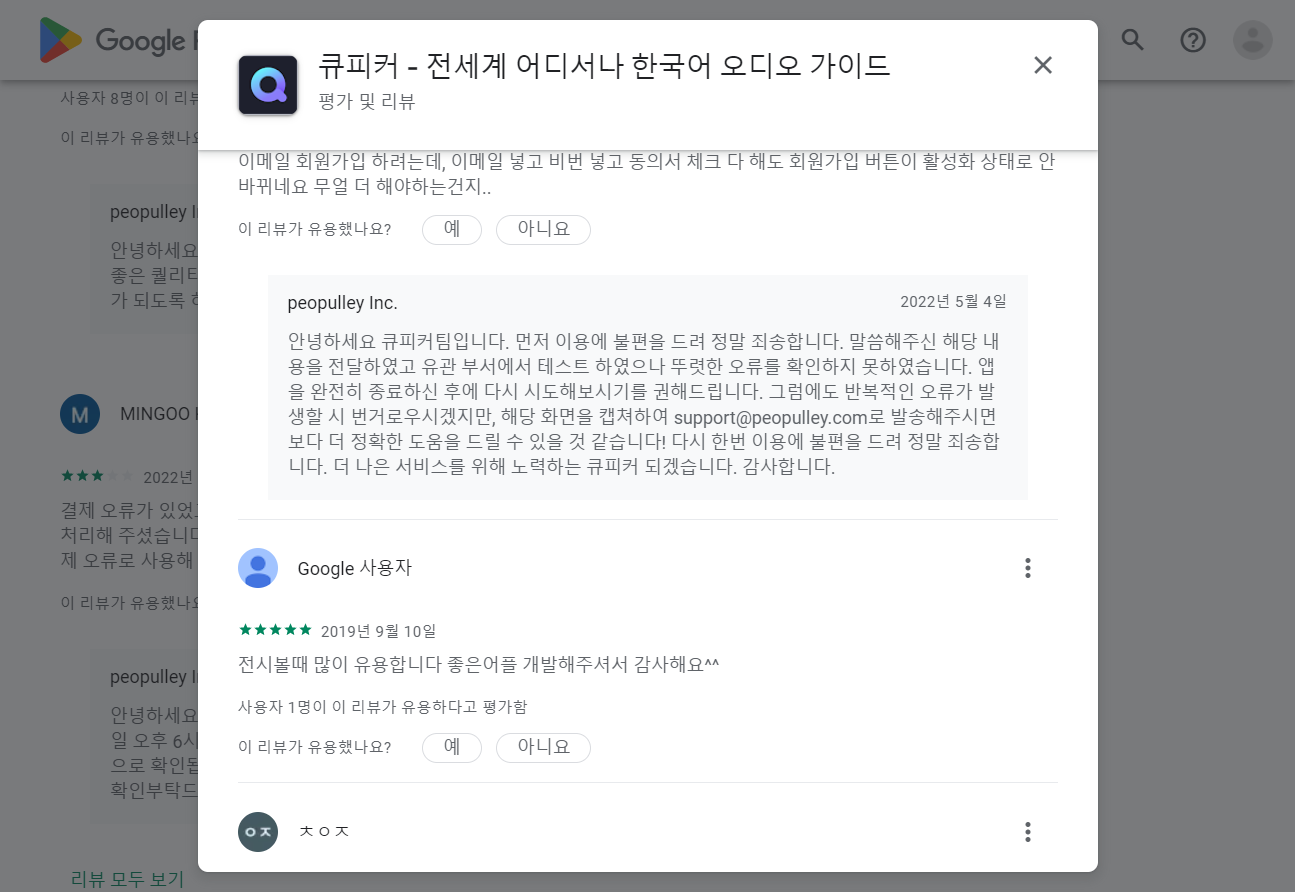 Google
큐피커 - 전세계 어디서나 한국어 오디오 가이드
평가 및 리뷰
사용자 8명이 이 리뷰
이 리뷰가 유용했나요
peopulley
안녕하세요
좋은 퀄리티
가 되도록
M MINGOO
2022년
결제 오류가 있었
처리해 주셨습니다
제 오류로 사용해
이 리뷰가 유용했나요
peopulley
안녕하세요
일 오후 6시
으로 확인됩
확인부탁드
리뷰 모두 보기
이메일 회원가입 하려는데, 이메일 넣고 비번 넣고 동의서 체크 다 해도 회원가입 버튼이 활성화 상태로 안
바뀌네요 무얼 더 해야하는건지..
이 리뷰가 유용했나요? 예 아니요
peopulley Inc. 2022년 5월 4일
안녕하세요 큐피커팀입니다. 먼저 이용에 불편을 드려 정말 죄송합니다. 말씀해주신 해당 내
용을 전달하였고 유관 부서에서 테스트 하였으나 뚜렷한 오류를 확인하지 못하였습니다. 앱
을 완전히 종료하신 후에 다시 시도해보시기를 권해드립니다. 그럼에도 반복적인 오류가 발
생할 시 번거로우시겠지만, 해당 화면을 캡쳐하여 support@peopulley.com로 발송해주시면
보다 더 정확한 도움을 드릴 수 있을 것 같습니다! 다시 한번 이용에 불편을 드려 정말 죄송합
니다. 더 나은 서비스를 위해 노력하는 큐피커 되겠습니다. 감사합니다.
Google 사용자
2019년 9월 10일
전시볼때 많이 유용합니다 좋은어플 개발해주셔서 감사해요^^
사용자 1명이 이 리뷰가 유용하다고 평가함
이 리뷰가 유용했나요? 예 아니요
ㅇㅈ ㅊㅇㅈ